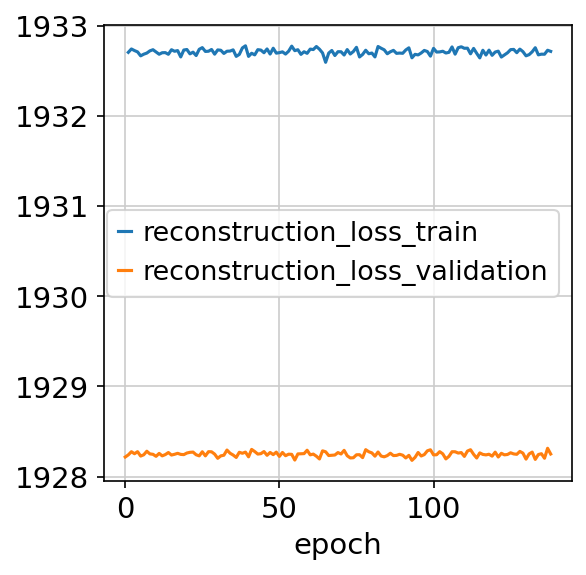 1933
1932
1931
reconstruction_loss_train
reconstruction_loss_validation
1930
1929
1928
0 50 100
epoch